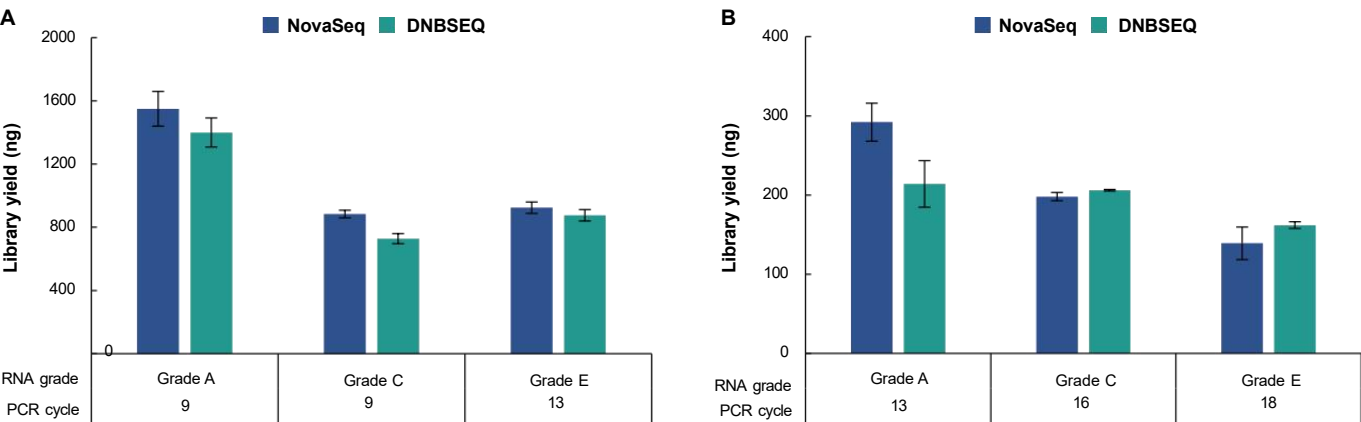 A
NovaSeq DNBSEQ
2000
1600
1200
800
400
0
Library yield (ng)
RNA grade Grade A Grade C Grade E
PCR cycle 9 9 13
B
NovaSeq DNBSEQ
400
300
200
100
0
Library yield (ng)
RNA grade Grade A Grade C Grade E
PCR cycle 13 16 18